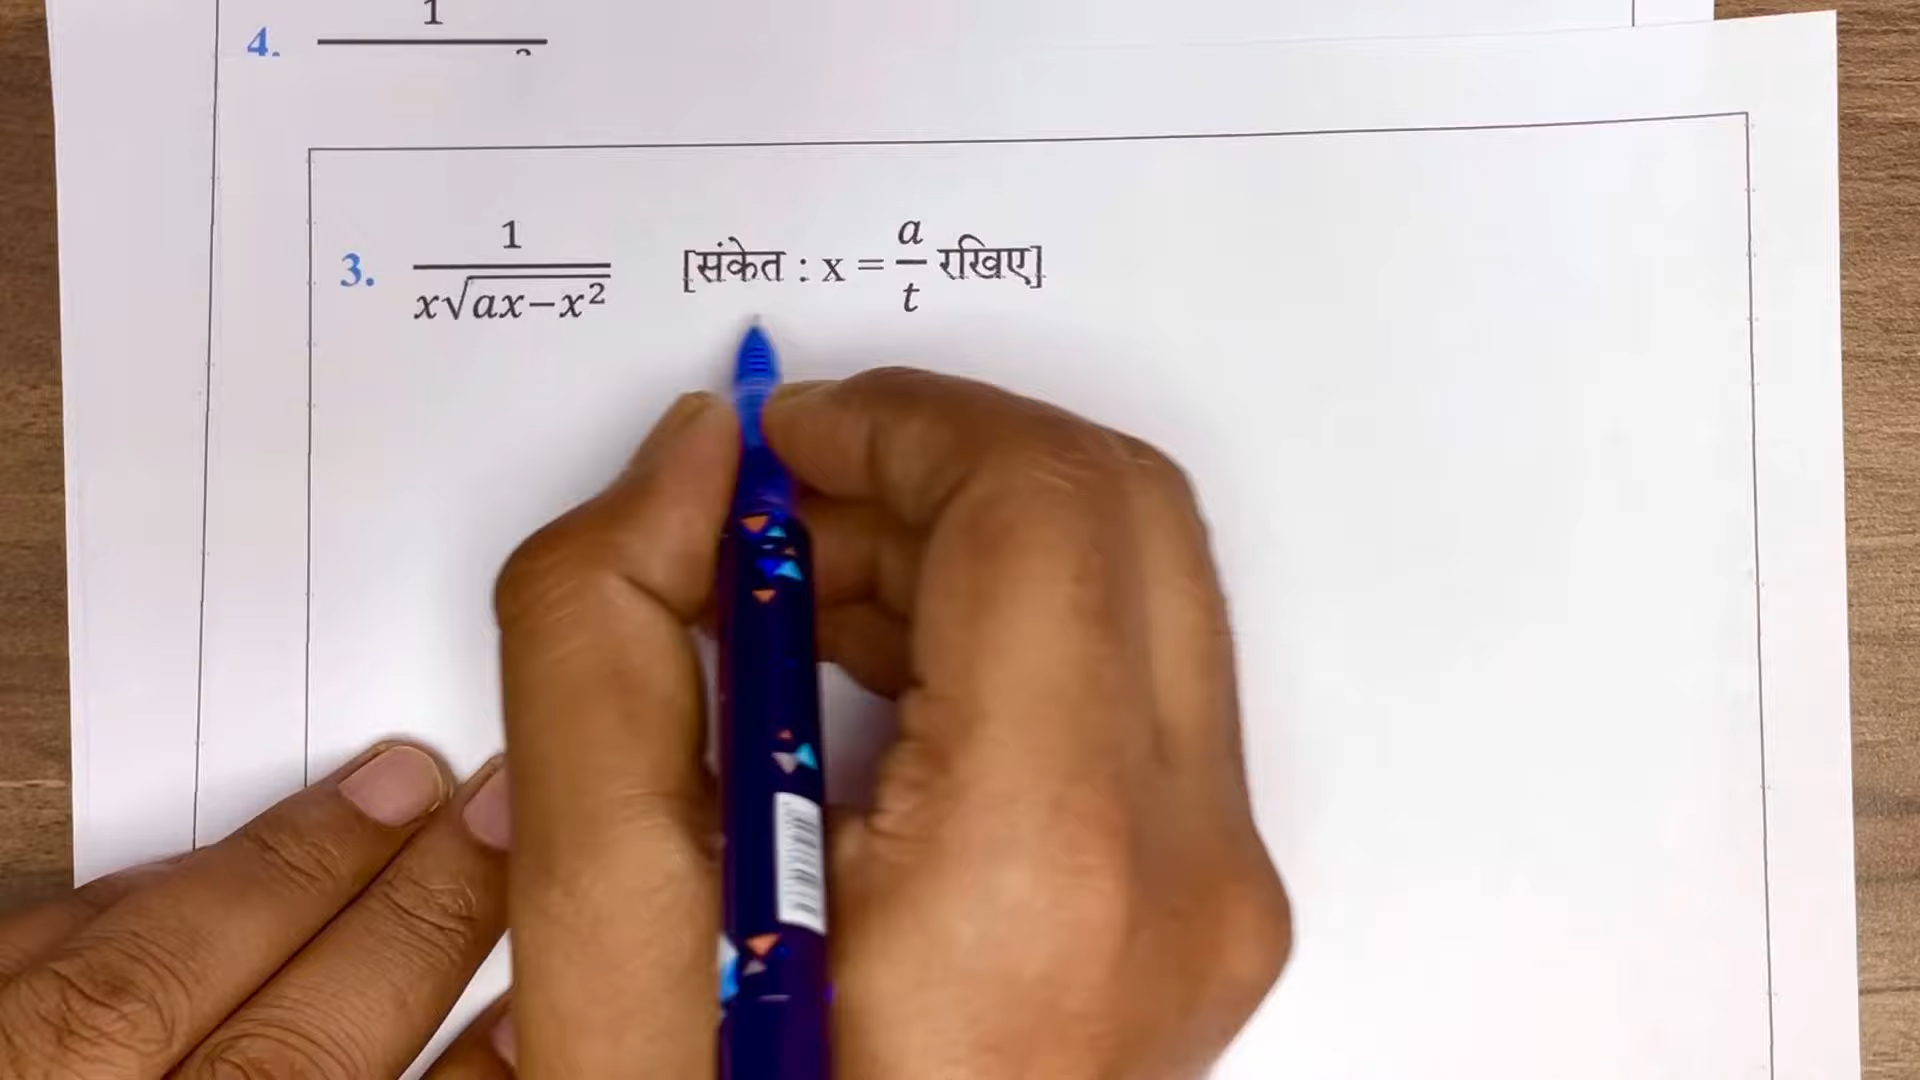 4. 1/
3. 1/(x√(ax−x²)) [संकेत : x = a/t रखिए]